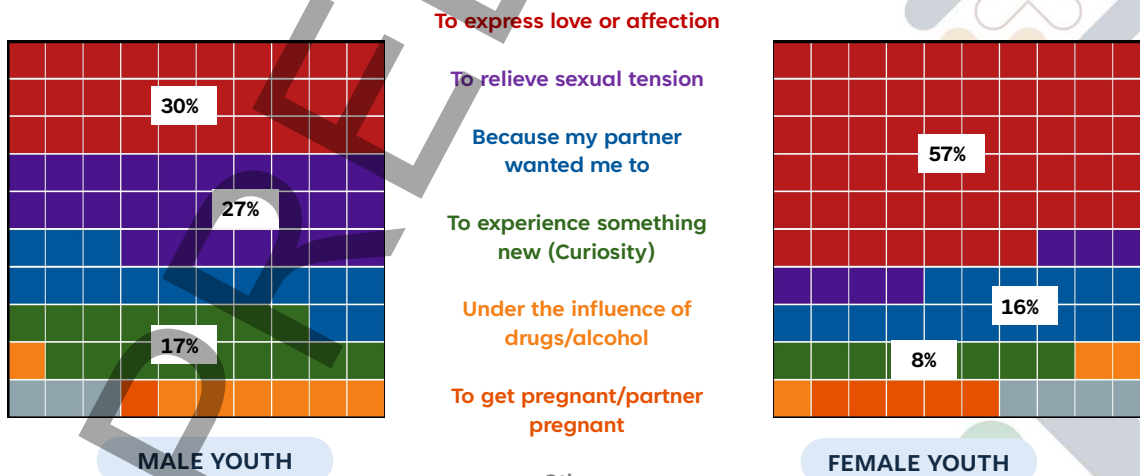 To express love or affection
To relieve sexual tension
Because my partner
wanted me to
To experience something
new (Curiosity)
Under the influence of
drugs/alcohol
To get pregnant/partner
pregnant
30%
27%
17%
MALE YOUTH
57%
16%
8%
FEMALE YOUTH